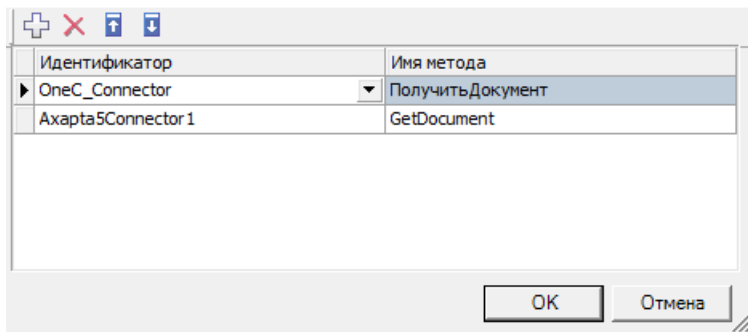 Идентификатор Имя метода
OneC_Connector ПолучитьДокумент
Axapta5Connector1 GetDocument
OK Отмена